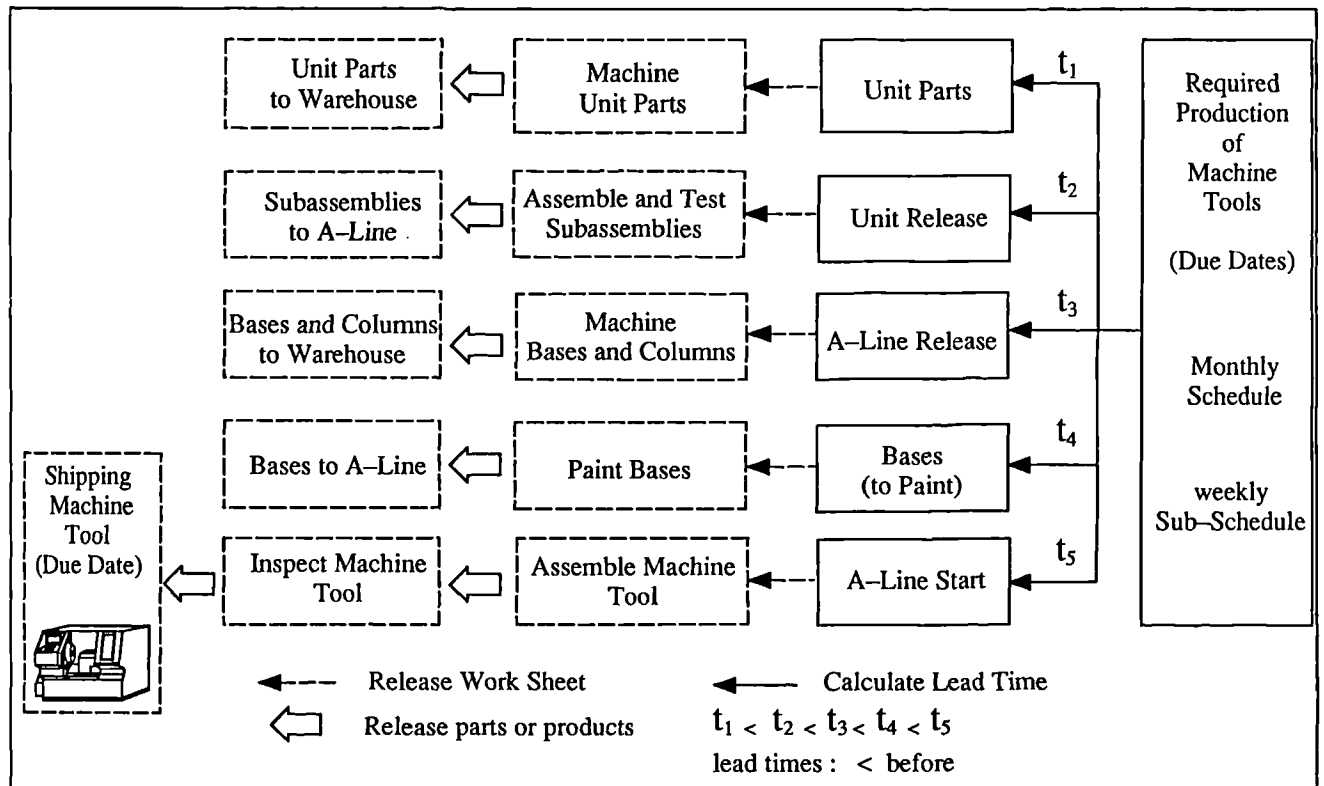 Unit Parts
to Warehouse
Machine
Unit Parts
Unit Parts
t1
Required
Production
of
Machine
Tools
(Due Dates)
Monthly
Schedule
weekly
Sub–Schedule
Subassemblies
to A–Line
Assemble and Test
Subassemblies
Unit Release
t2
Bases and Columns
to Warehouse
Machine
Bases and Columns
A–Line Release
t3
Bases to A–Line
Paint Bases
Bases
(to Paint)
t4
Shipping
Machine
Tool
(Due Date)
Inspect Machine
Tool
Assemble Machine
Tool
A–Line Start
t5
Release Work Sheet
Calculate Lead Time
Release parts or products
t1 < t2 < t3 < t4 < t5
lead times : < before